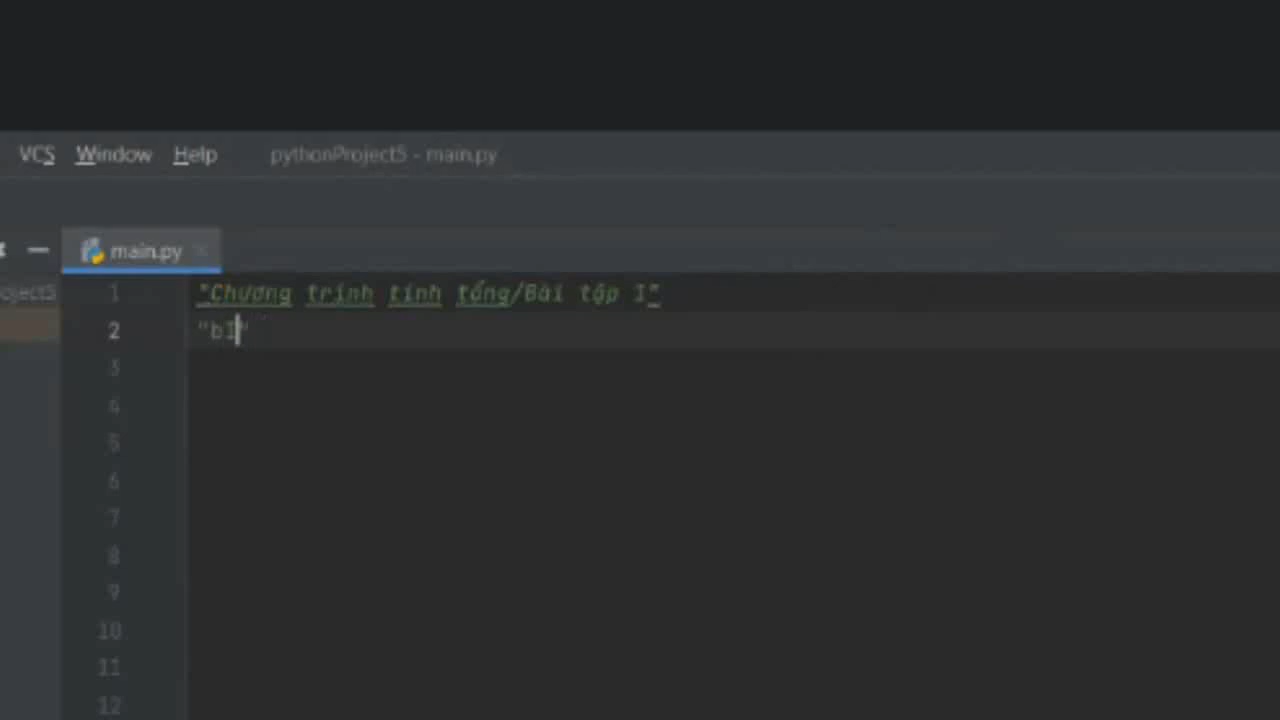 VCS Window Help pythonProject5 - main.py
main.py
1 "Chương trình tính tổng/Bài tập 1"
2 "bI"
3
4
5
6
7
8
9
10
11
12